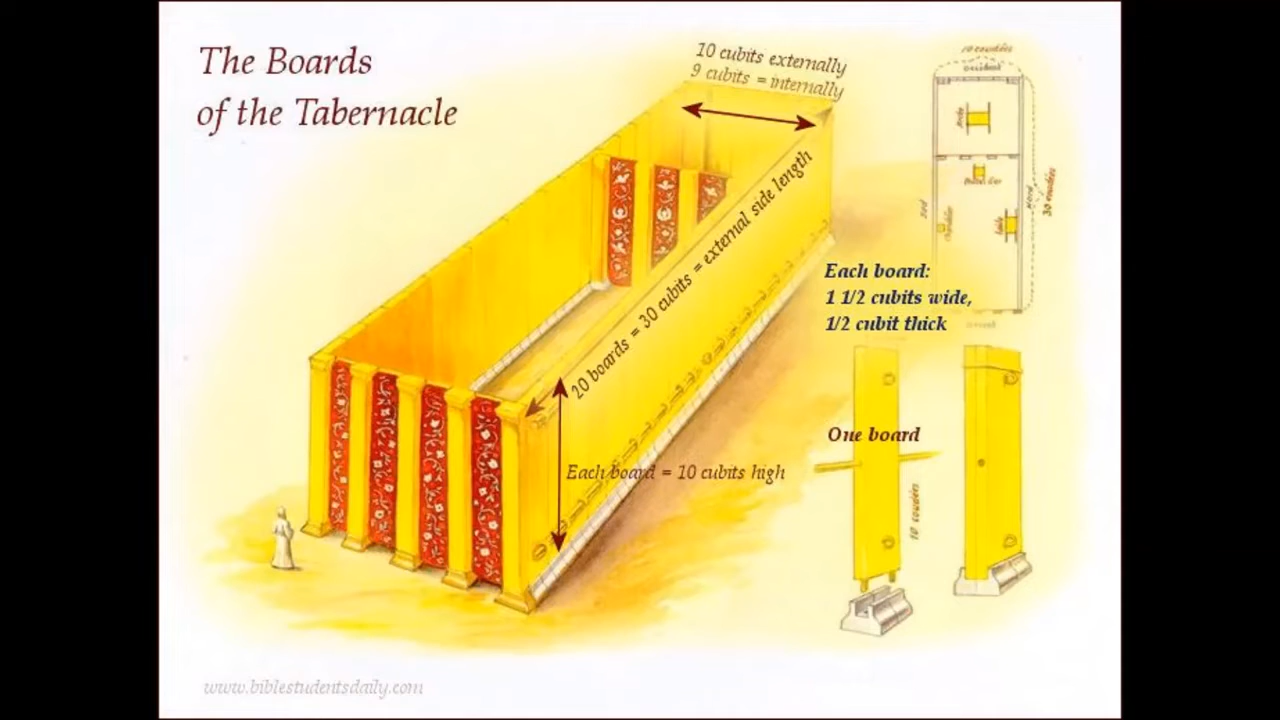 The Boards
of the Tabernacle
10 cubits externally
9 cubits = internally
20 boards = 30 cubits = external side length
Each board = 10 cubits high
10 coudées
30 coudées
Each board:
1 1/2 cubits wide,
1/2 cubit thick
One board
10 coudées
www.biblestudentsdaily.com